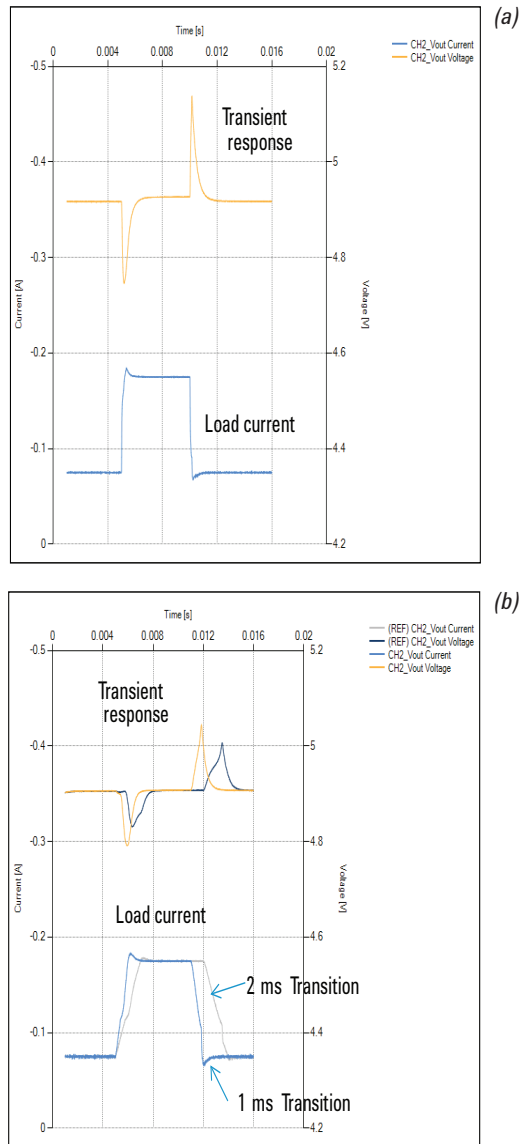 (a)
Time [s]
0 0.004 0.008 0.012 0.016 0.02
CH2_Vout Current
CH2_Vout Voltage
-0.5 5.2
Transient
response
-0.4 5
-0.3 4.8
Current [A] Voltage [V]
-0.2 4.6
Load current
-0.1 4.4
0 4.2
(b)
Time [s]
0 0.004 0.008 0.012 0.016 0.02
(REF) CH2_Vout Current
(REF) CH2_Vout Voltage
CH2_Vout Current
CH2_Vout Voltage
-0.5 5.2
Transient
response
-0.4 5
-0.3 4.8
Current [A] Voltage [V]
Load current
-0.2 4.6
2 ms Transition
-0.1 4.4
1 ms Transition
0 4.2